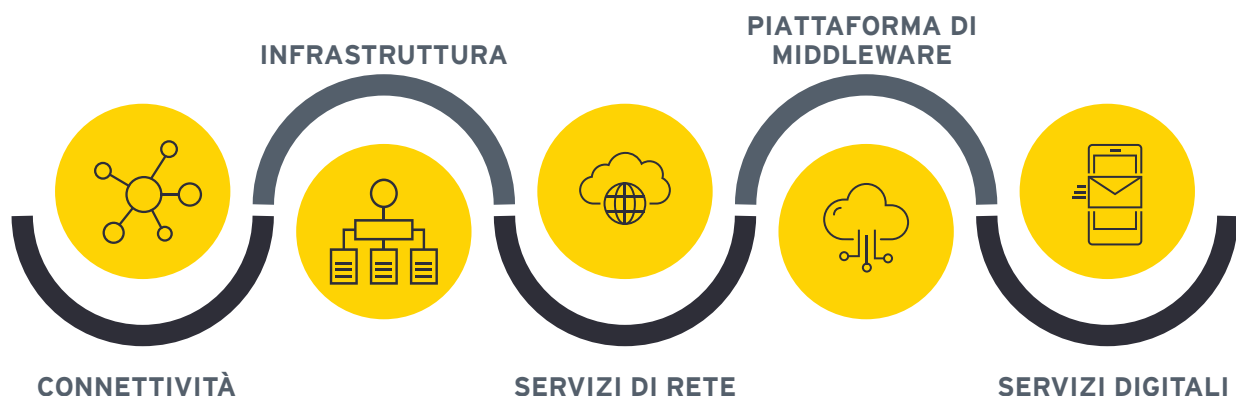 PIATTAFORMA DI
MIDDLEWARE
INFRASTRUTTURA
CONNETTIVITÀ
SERVIZI DI RETE
SERVIZI DIGITALI